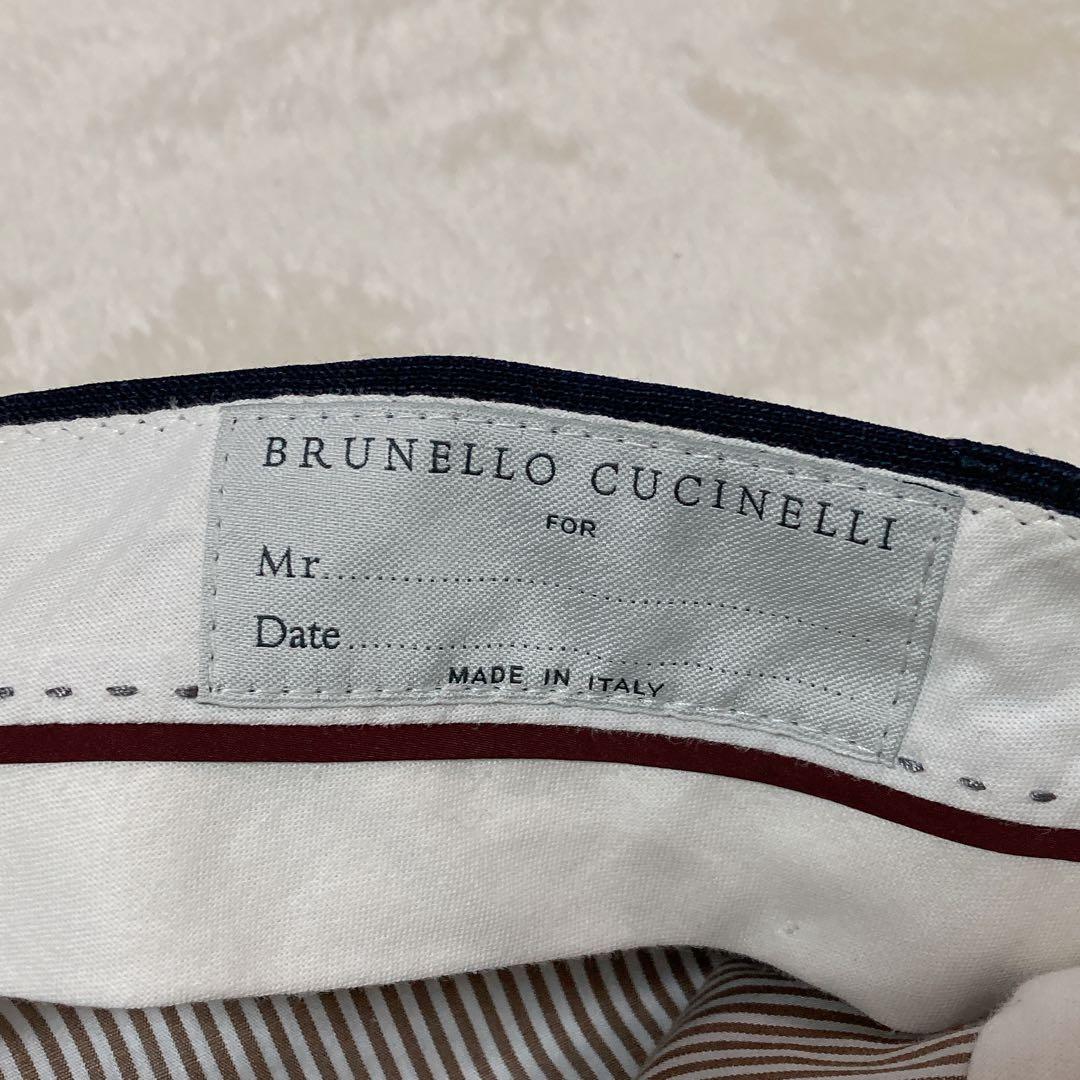 BRUNELLO CUCINELLI
FOR
Mr.............................................
Date.............................................
MADE IN ITALY